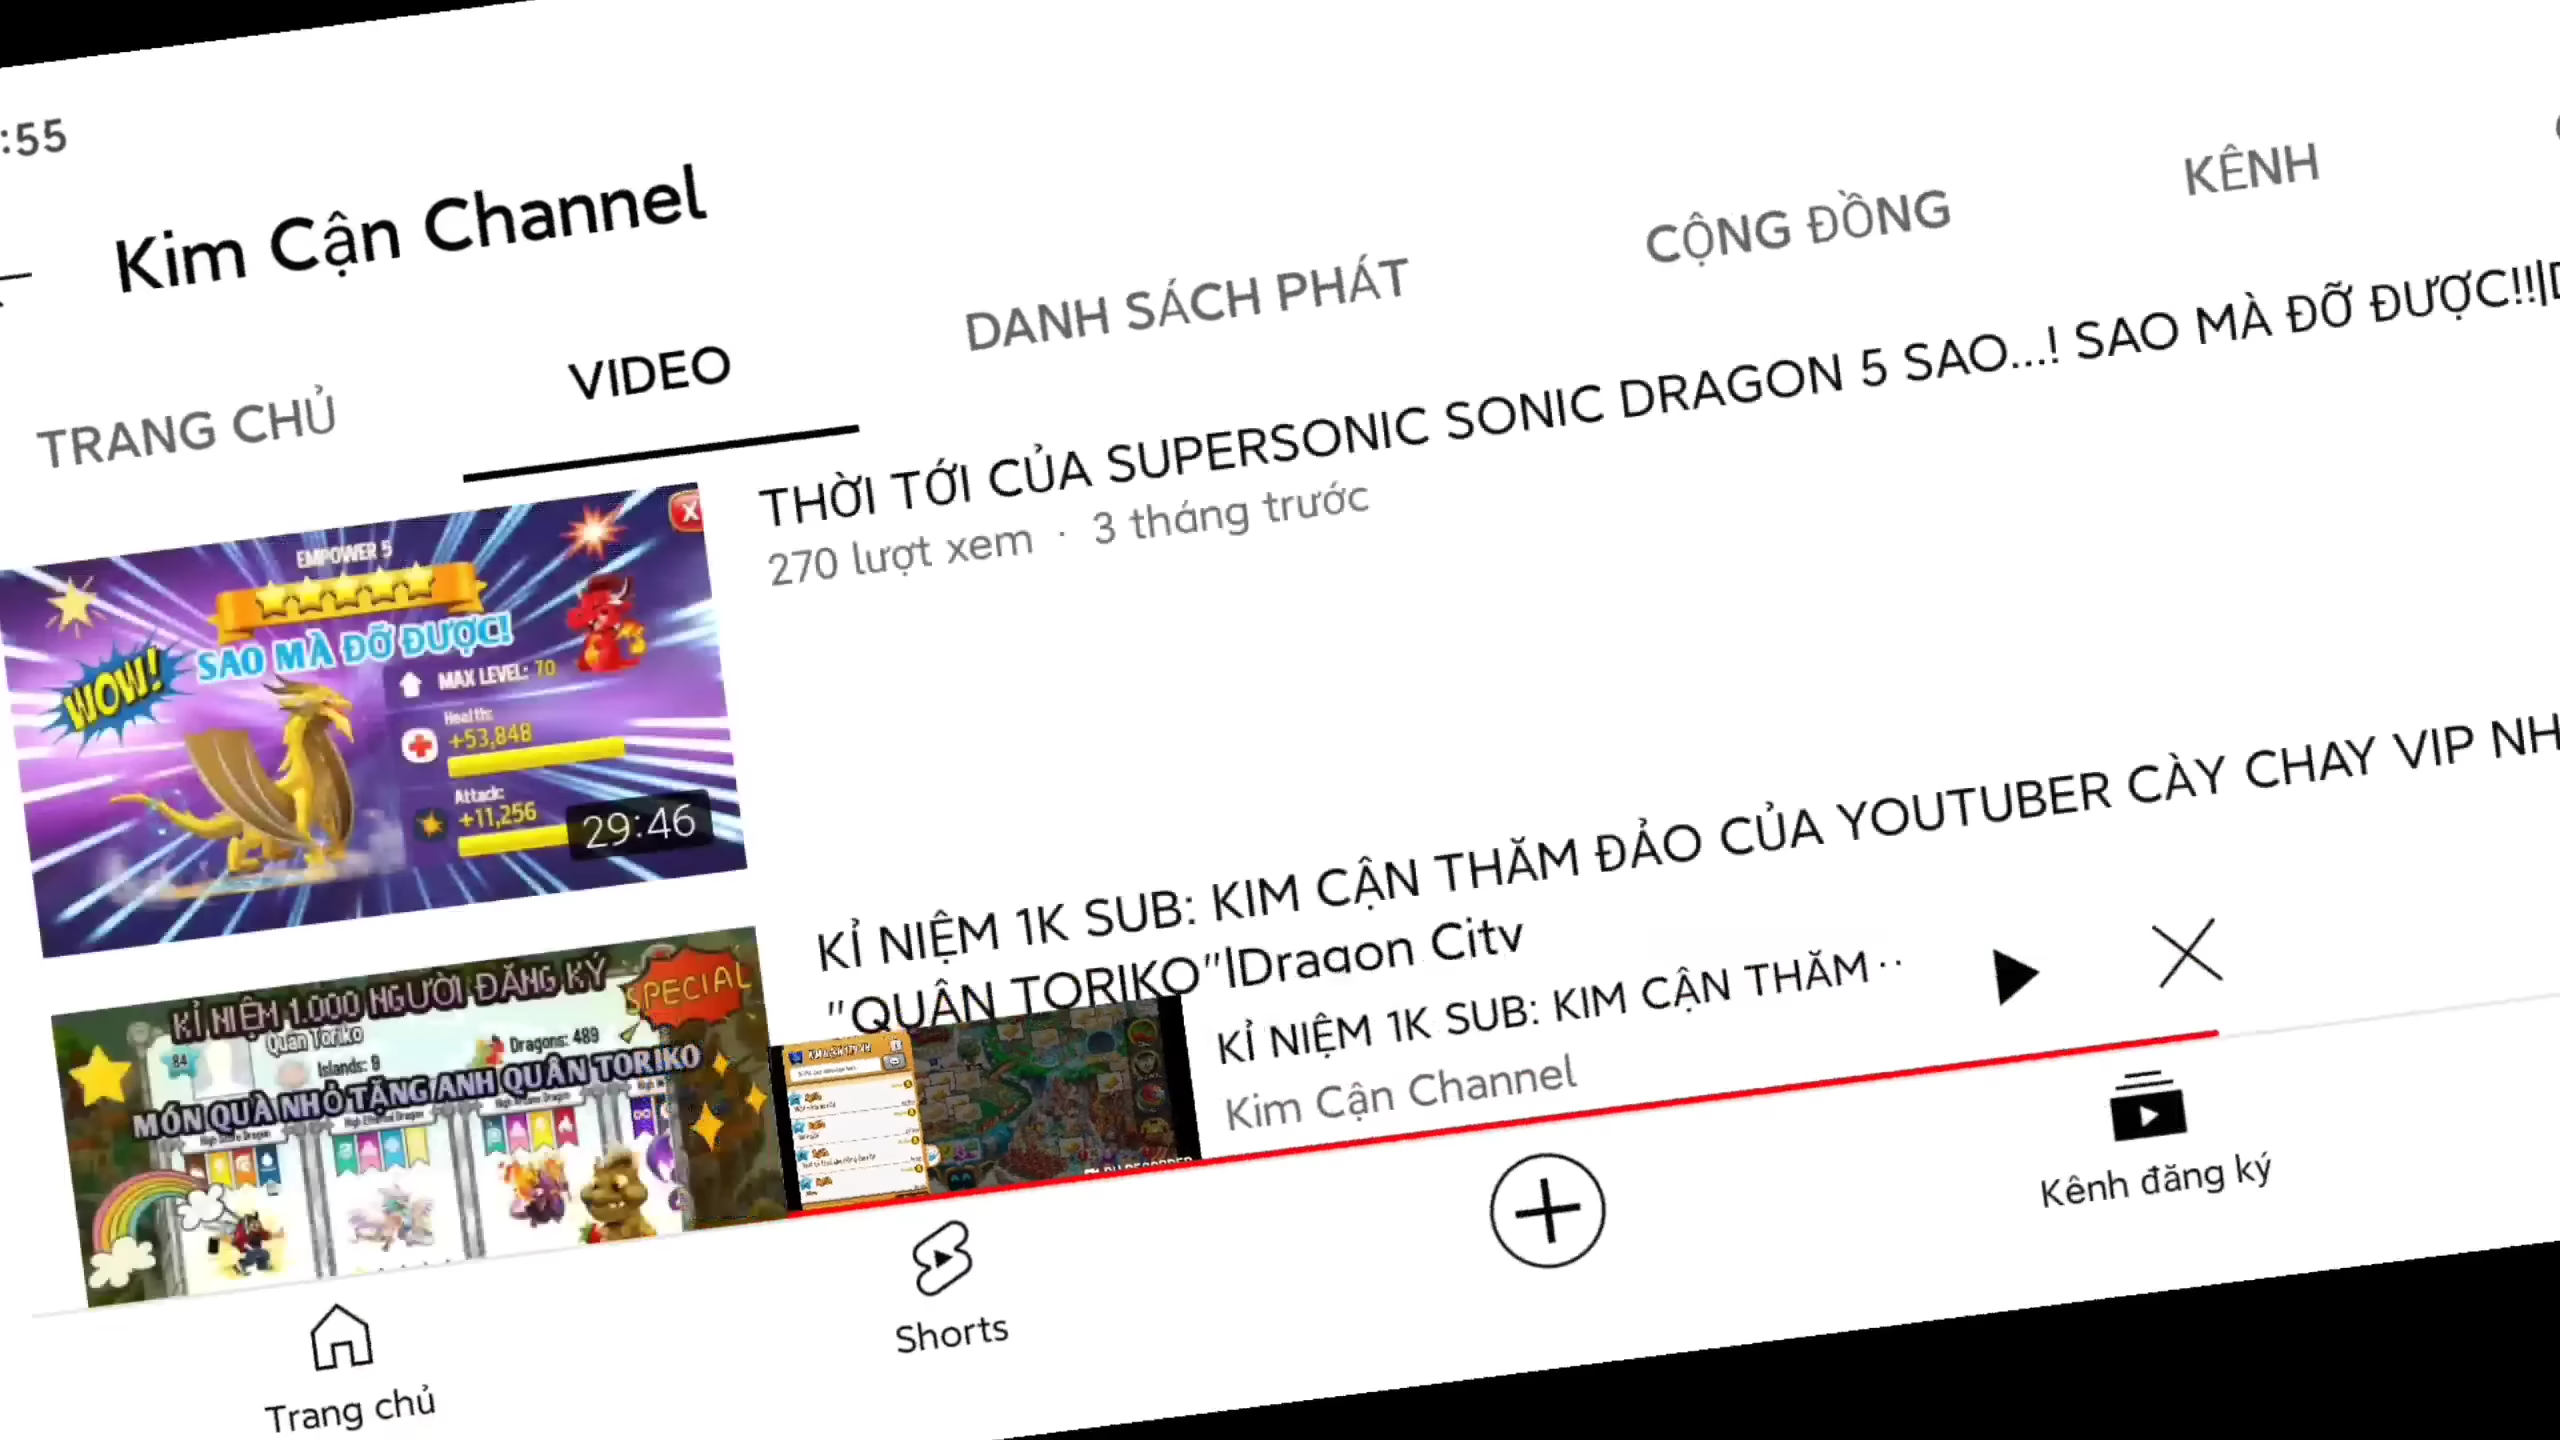 :55
Kim Cận Channel
TRANG CHỦ
VIDEO
DANH SÁCH PHÁT
CỘNG ĐỒNG
KÊNH
EMPOWER 5
SAO MÀ ĐỠ ĐƯỢC!
WOW!
MAX LEVEL: 70
Health:
+53,848
Attack:
+11,256
29:46
THỜI TỚI CỦA SUPERSONIC SONIC DRAGON 5 SAO...! SAO MÀ ĐỠ ĐƯỢC!!|D
270 lượt xem · 3 tháng trước
KỈ NIỆM 1.000 NGƯỜI ĐĂNG KÝ
SPECIAL
Quân Toriko
84
Islands: 8
Dragons: 489
MÓN QUÀ NHỎ TẶNG ANH QUÂN TORIKO
KỈ NIỆM 1K SUB: KIM CẬN THĂM ĐẢO CỦA YOUTUBER CÀY CHAY VIP NH
"QUÂN TORIKO"|Dragon City
KỈ NIỆM 1K SUB: KIM CẬN THĂM ··
Kim Cận Channel
Trang chủ
Shorts
Kênh đăng ký